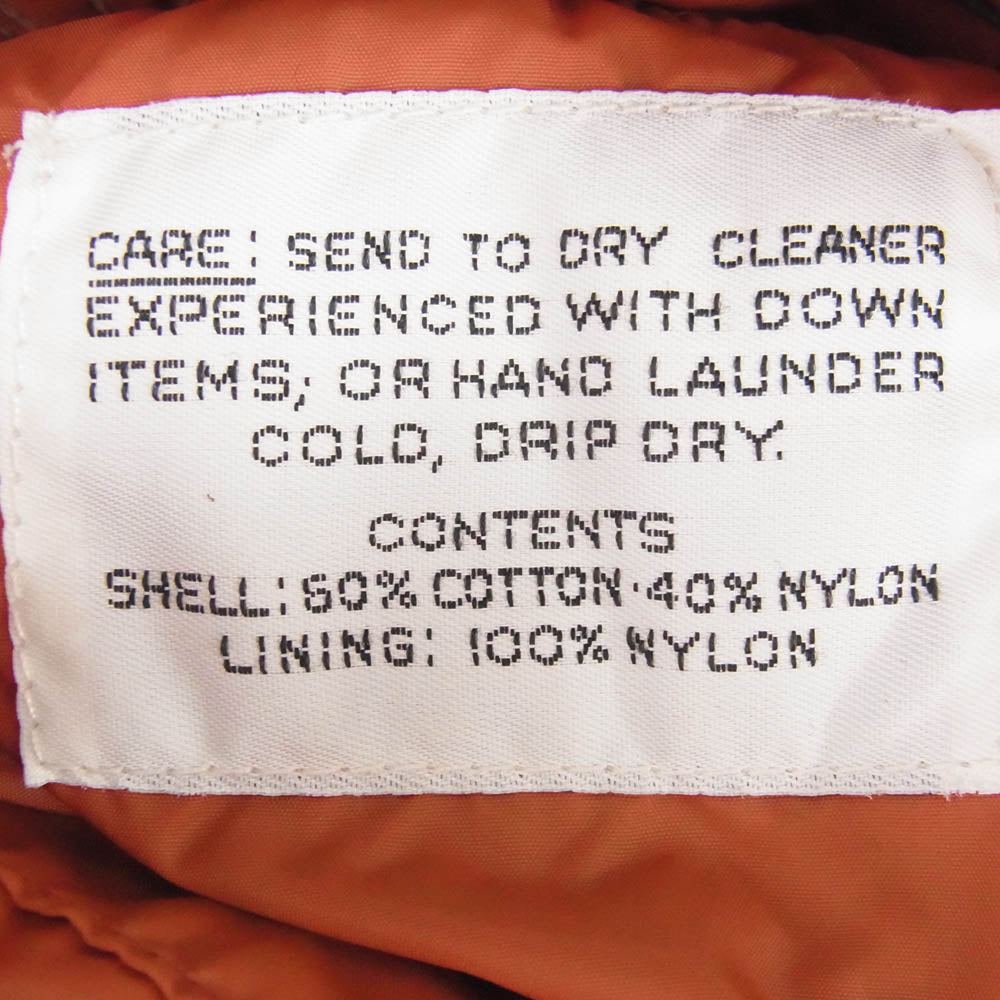 CARE: SEND TO DRY CLEANER
EXPERIENCED WITH DOWN
ITEMS; OR HAND LAUNDER
COLD, DRIP DRY.
CONTENTS
SHELL: 60% COTTON·40% NYLON
LINING: 100% NYLON